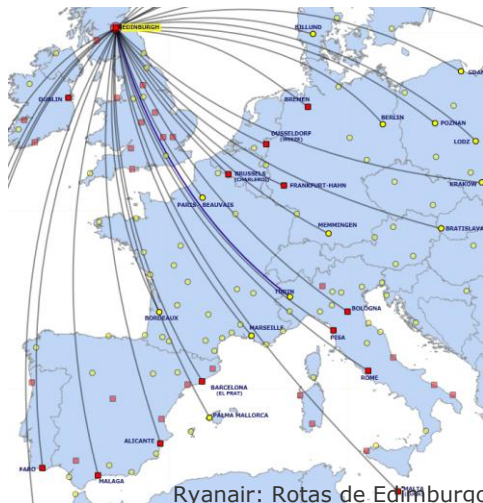 EDINBURGH
BILLUND
GDAN
DUBLIN
BREMEN
BERLIN
POZNAN
DUSSELDORF
(WEEZE)
LODZ
BRUSSELS
(CHARLEROI)
FRANKFURT-HAHN
KRAKOW
PARIS - BEAUVAIS
BRATISLAVA
MEMMINGEN
TURIN
BORDEAUX
BOLOGNA
MARSEILLE
PISA
ROME
BARCELONA
(EL PRAT)
PALMA MALLORCA
ALICANTE
FARO
MALAGA
MALTA
Ryanair: Rotas de Edimburgo